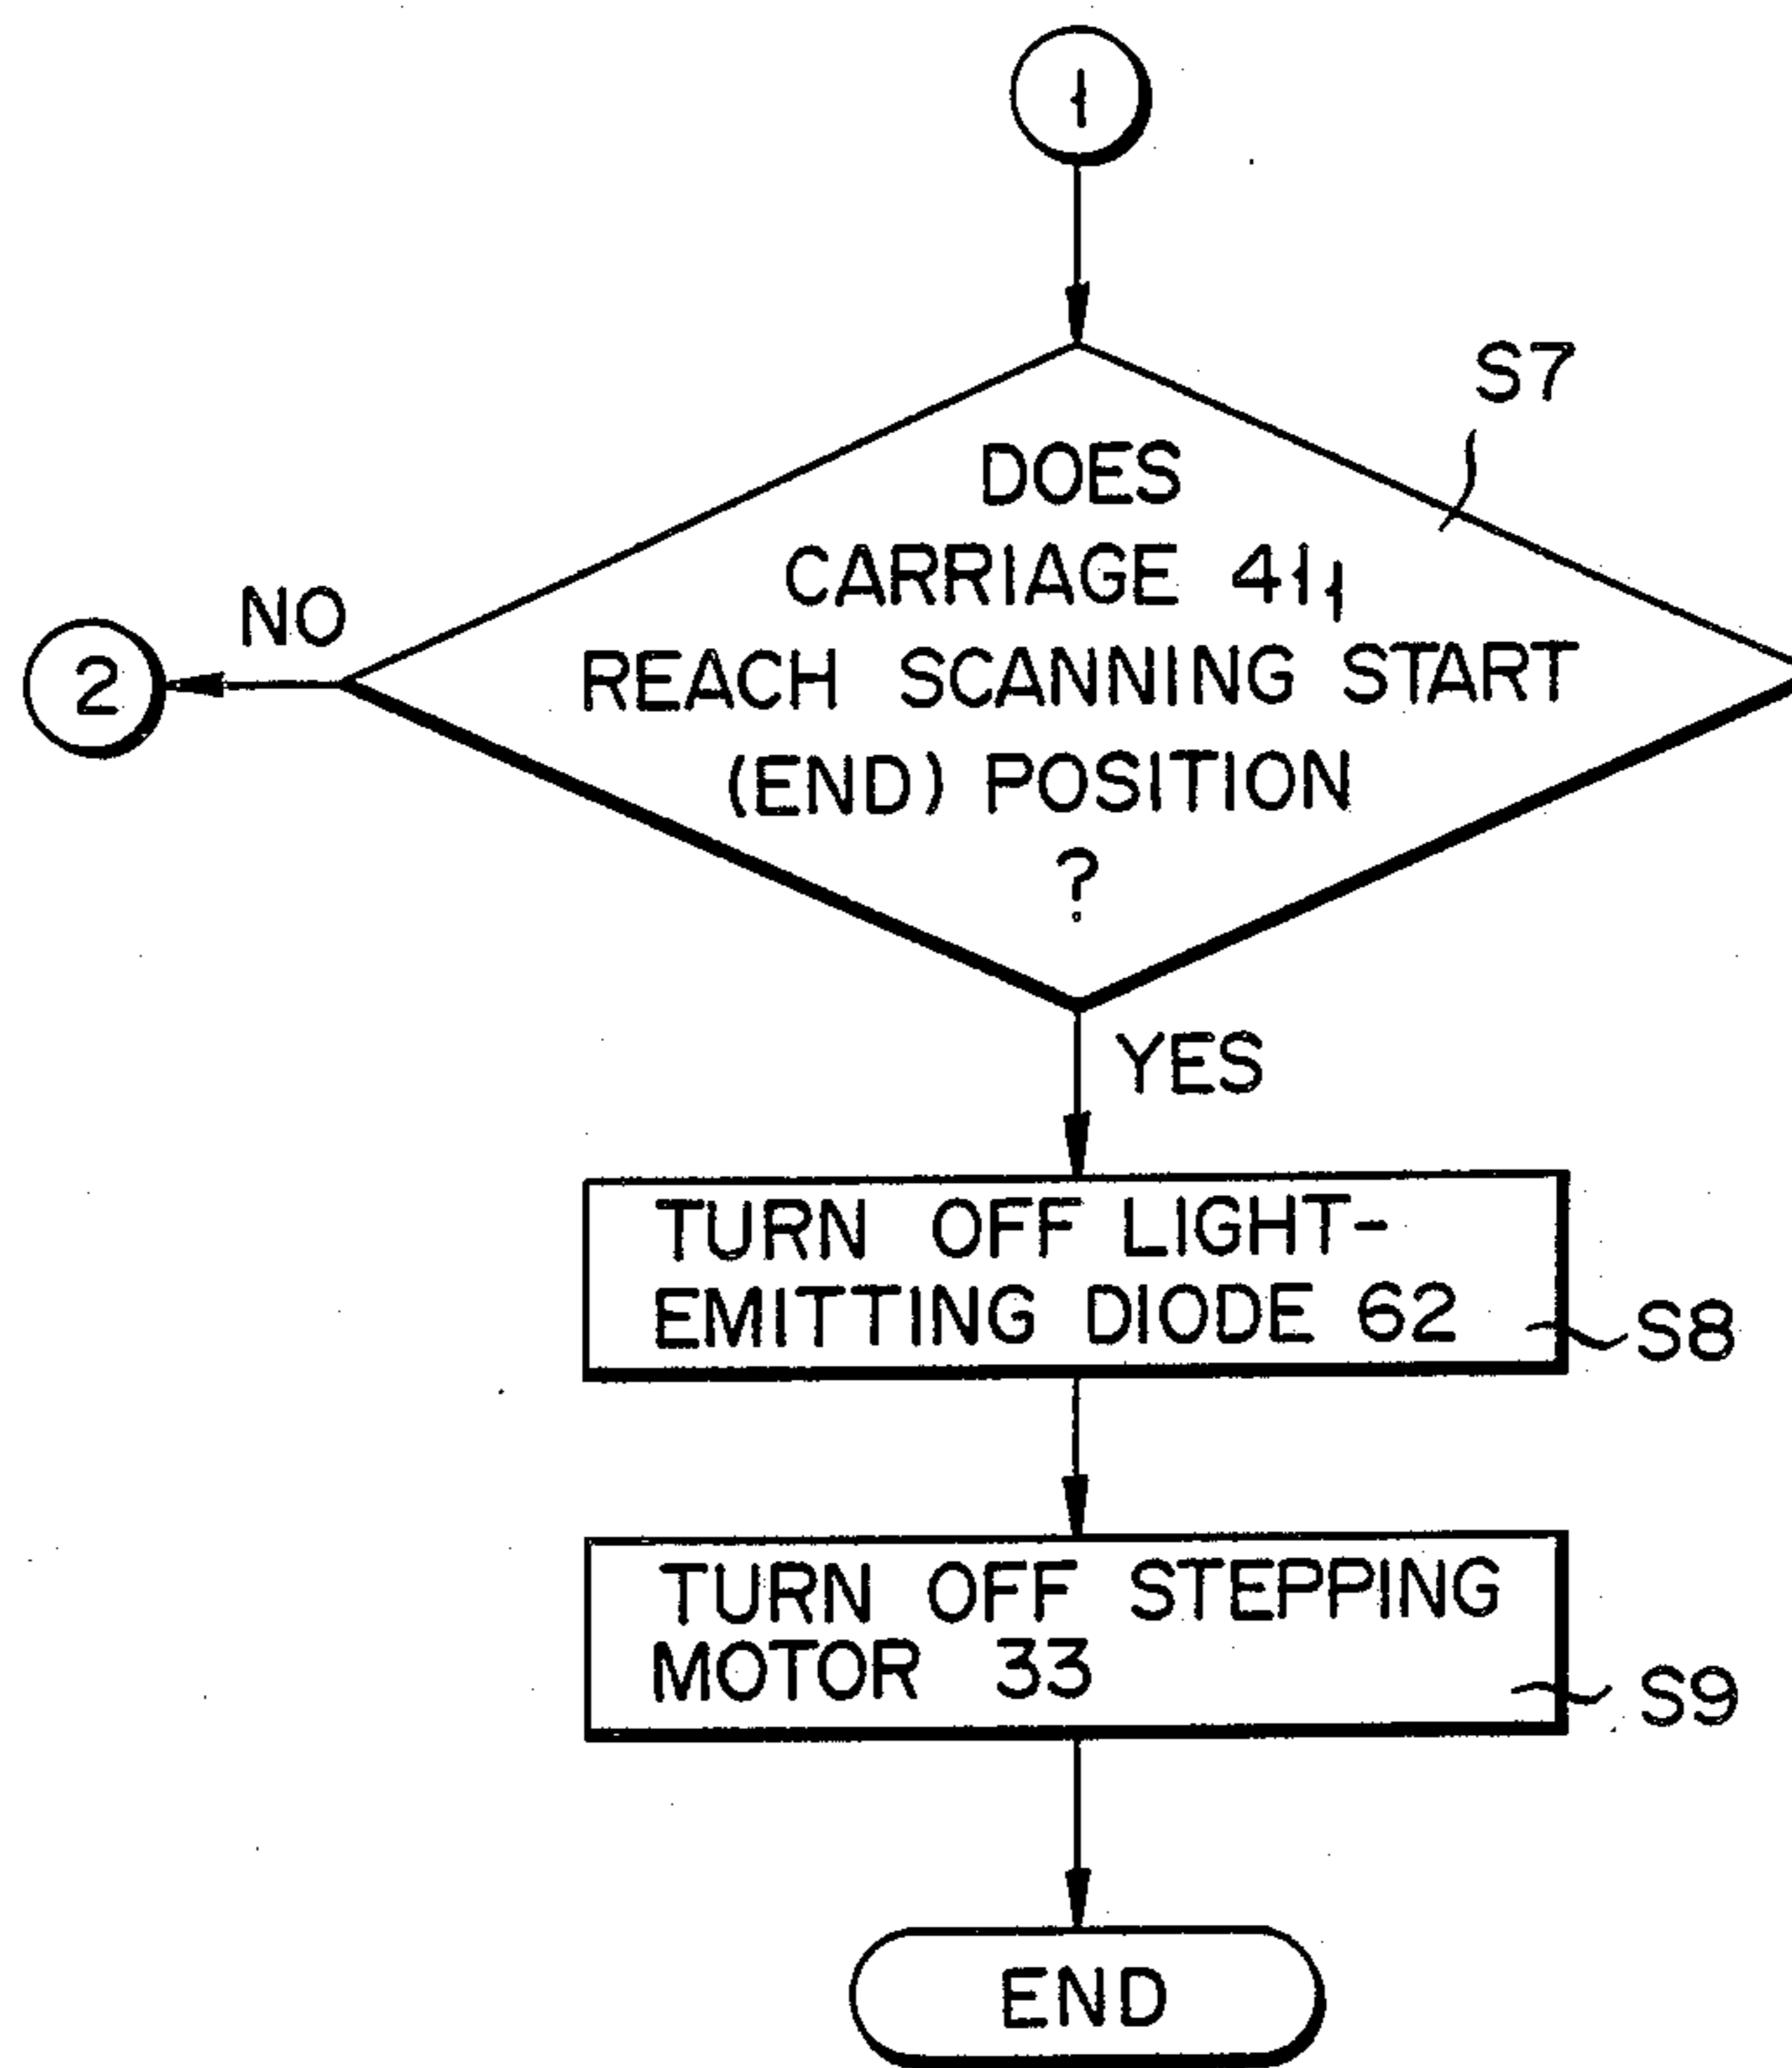 1
S7
DOES
CARRIAGE 41₁
REACH SCANNING START
(END) POSITION
?
NO
2
YES
TURN OFF LIGHT-
EMITTING DIODE 62
S8
TURN OFF STEPPING
MOTOR 33
S9
END